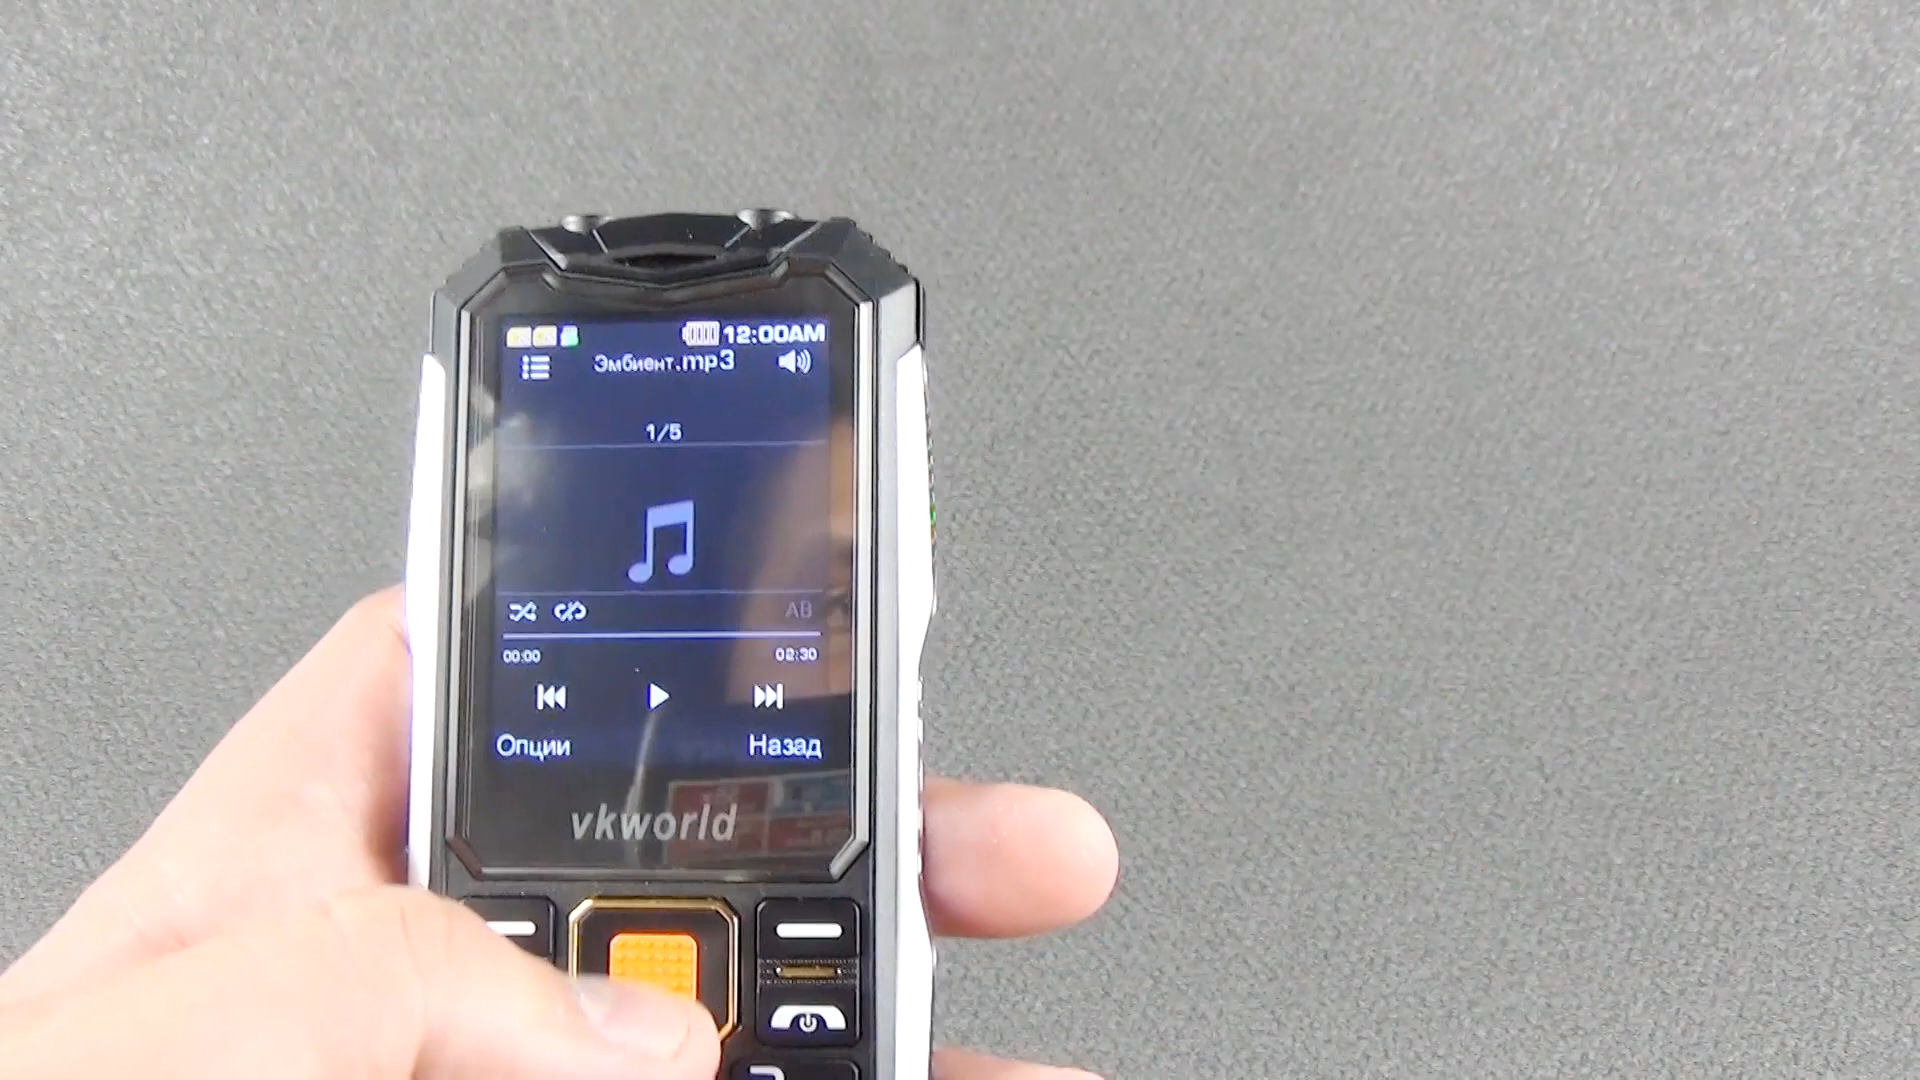 12:00AM
Эмбиент.mp3
1/5
AB
00:00 02:30
Опции Назад
vkworld